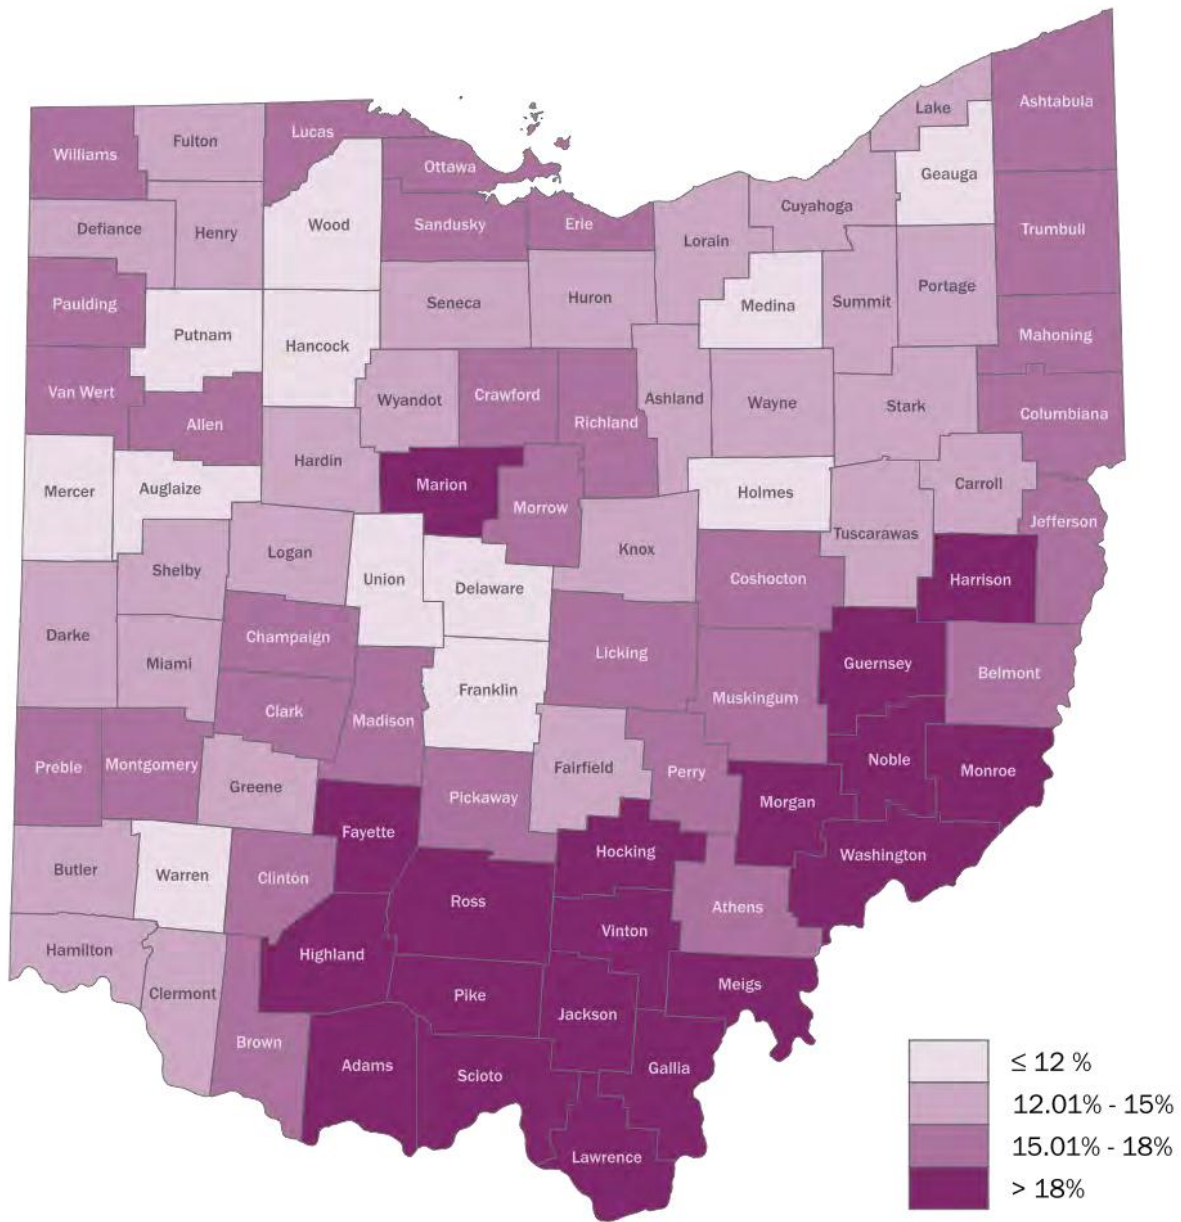 Ashtabula
Lake
Lucas
Fulton
Williams
Ottawa
Geauga
Cuyahoga
Wood
Sandusky
Erie
Defiance
Henry
Trumbull
Lorain
Portage
Paulding
Seneca
Huron
Medina
Summit
Putnam
Hancock
Mahoning
Van Wert
Wyandot
Crawford
Ashland
Wayne
Stark
Columbiana
Allen
Richland
Hardin
Marion
Mercer
Auglaize
Holmes
Carroll
Morrow
Jefferson
Tuscarawas
Logan
Knox
Shelby
Union
Delaware
Coshocton
Harrison
Darke
Champaign
Miami
Licking
Guernsey
Belmont
Franklin
Muskingum
Clark
Madison
Preble
Montgomery
Fairfield
Perry
Noble
Monroe
Greene
Pickaway
Morgan
Fayette
Hocking
Washington
Butler
Warren
Clinton
Ross
Athens
Vinton
Hamilton
Highland
Clermont
Pike
Meigs
Jackson
Brown
Adams
Scioto
Gallia
Lawrence
≤ 12 %
12.01% - 15%
15.01% - 18%
> 18%